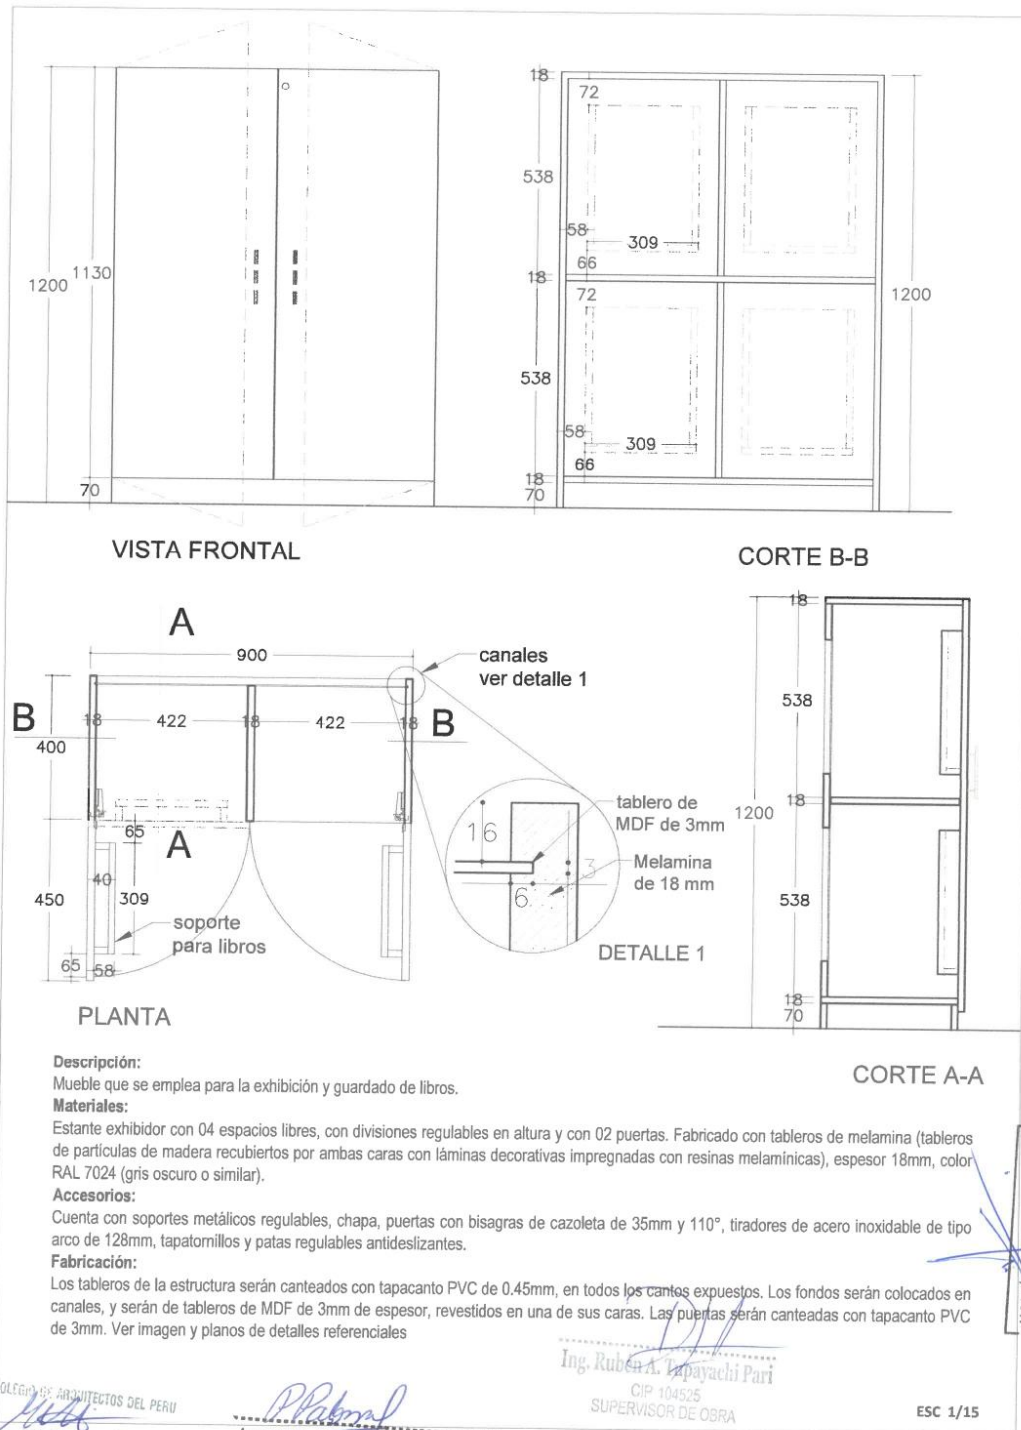 1200
1130
70
VISTA FRONTAL
18
72
538
58
309
66
18
72
538
58
309
66
18
70
1200
CORTE B-B
A
900
canales
ver detalle 1
B
18
422
18
422
18
B
400
65
A
40
309
450
soporte
para libros
65
58
PLANTA
16
tablero de
MDF de 3mm
3
Melamina
de 18 mm
6
DETALLE 1
18
538
18
1200
538
18
70
CORTE A-A
Descripción:
Mueble que se emplea para la exhibición y guardado de libros.
Materiales:
Estante exhibidor con 04 espacios libres, con divisiones regulables en altura y con 02 puertas. Fabricado con tableros de melamina (tableros
de partículas de madera recubiertos por ambas caras con láminas decorativas impregnadas con resinas melamínicas), espesor 18mm, color
RAL 7024 (gris oscuro o similar).
Accesorios:
Cuenta con soportes metálicos regulables, chapa, puertas con bisagras de cazoleta de 35mm y 110°, tiradores de acero inoxidable de tipo
arco de 128mm, tapatornillos y patas regulables antideslizantes.
Fabricación:
Los tableros de la estructura serán canteados con tapacanto PVC de 0.45mm, en todos los cantos expuestos. Los fondos serán colocados en
canales, y serán de tableros de MDF de 3mm de espesor, revestidos en una de sus caras. Las puertas serán canteadas con tapacanto PVC
de 3mm. Ver imagen y planos de detalles referenciales
Ing. Rubén A. Tapayachi Pari
CIP 104525
SUPERVISOR DE OBRA
DE ARQUITECTOS DEL PERU
ESC 1/15